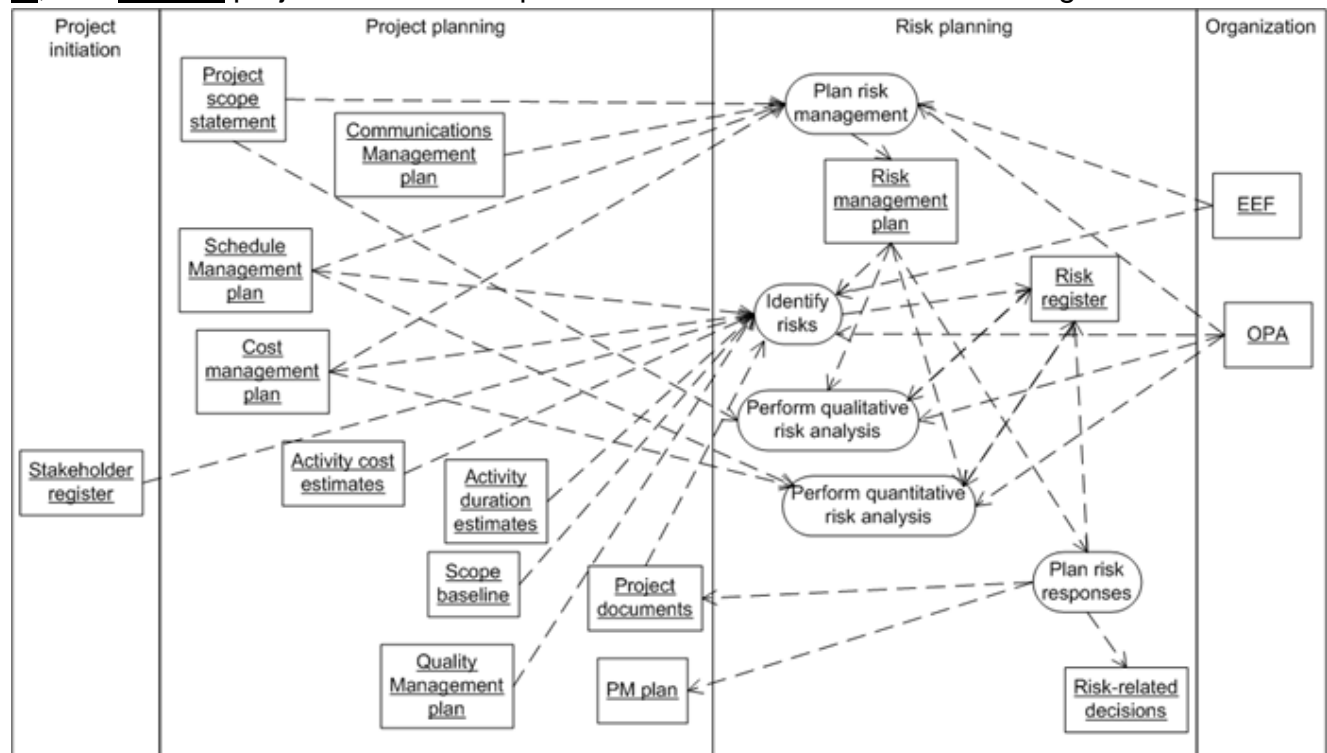 Project
initiation
Project planning
Risk planning
Organization
Project
scope
statement
Communications
Management
plan
Plan risk
management
Risk
management
plan
EEF
Schedule
Management
plan
Identify
risks
Risk
register
OPA
Cost
management
plan
Perform qualitative
risk analysis
Stakeholder
register
Activity cost
estimates
Activity
duration
estimates
Perform quantitative
risk analysis
Scope
baseline
Project
documents
Plan risk
responses
Quality
Management
plan
PM plan
Risk-related
decisions